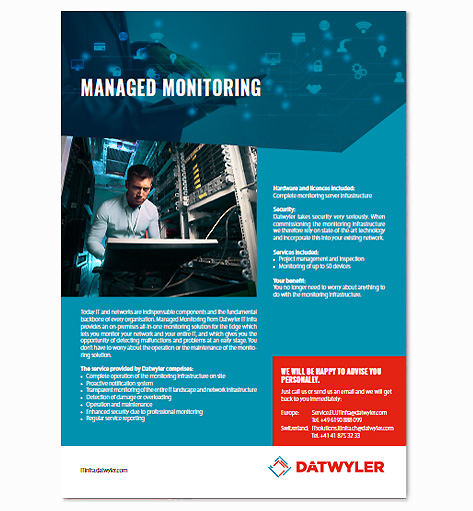 MANAGED MONITORING
Hardware and licences included:
Complete monitoring server infrastructure
Security:
Datwyler takes security very seriously. When
commissioning the monitoring infrastructure
we therefore rely on state of the art technology
and incorporate this into your existing network.
Services included:
• Project management and inspection
• Monitoring of up to 50 devices
Your benefit:
You no longer need to worry about anything to
do with the monitoring infrastructure.
Today IT and networks are indispensable components and the fundamental
backbone of every organisation. Managed Monitoring from Datwyler IT Infra
provides an on-premises all-in-one monitoring solution for the Edge which
lets you monitor your network and your entire IT, and which gives you the
opportunity of detecting malfunctions and problems at an early stage. You
don't have to worry about the operation or the maintenance of the monito-
ring solution.
The service provided by Datwyler comprises:
• Complete operation of the monitoring infrastructure on site
• Proactive notification system
• Transparent monitoring of the entire IT landscape and network infrastructure
• Detection of damage or overloading
• Operation and maintenance
• Enhanced security due to professional monitoring
• Regular service reporting
WE WILL BE HAPPY TO ADVISE YOU
PERSONALLY.
Just call us or send us an email and we will get
back to you immediately:
Europe: Service.EU.ITinfra@datwyler.com
Tel. +49 6190 8880 99
Switzerland: ITsolutions.itinfra.ch@datwyler.com
Tel. +41 41 875 32 33
ITinfra.datwyler.com
DÄTWYLER